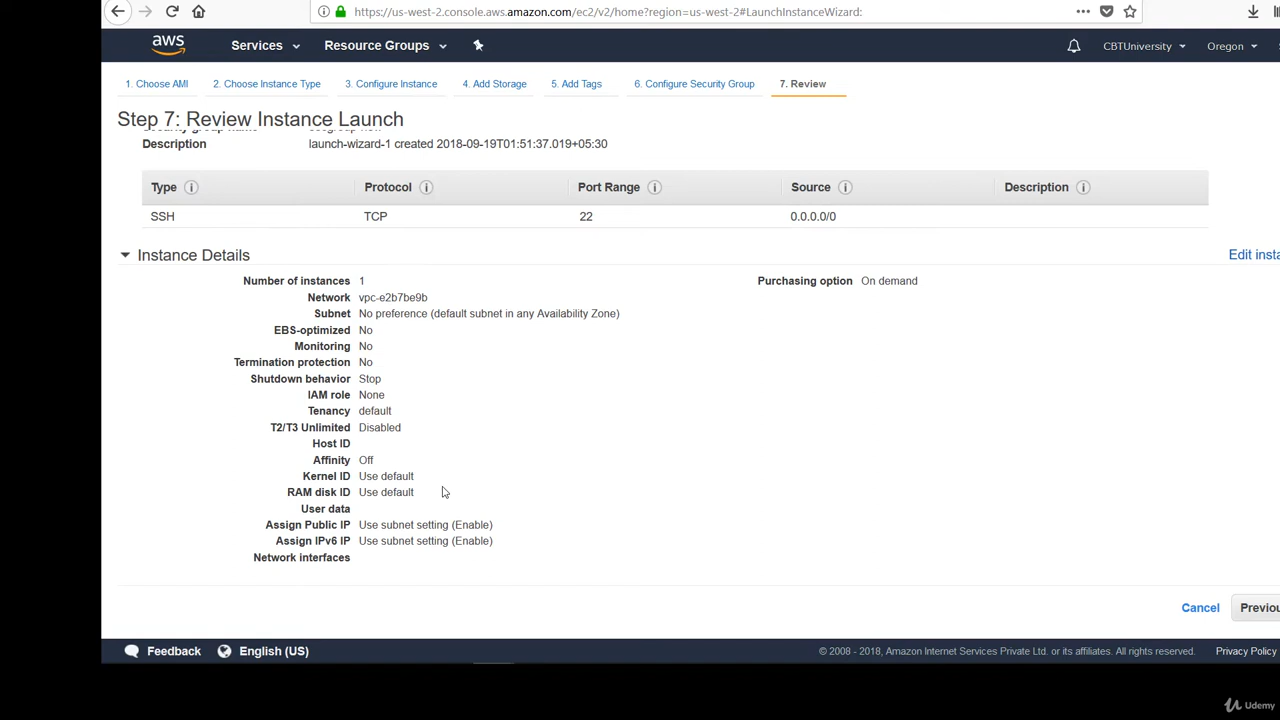 https://us-west-2.console.aws.amazon.com/ec2/v2/home?region=us-west-2#LaunchInstanceWizard:
aws Services Resource Groups CBTUniversity Oregon
1. Choose AMI 2. Choose Instance Type 3. Configure Instance 4. Add Storage 5. Add Tags 6. Configure Security Group 7. Review
Step 7: Review Instance Launch
Security group name
Description launch-wizard-1 created 2018-09-19T01:51:37.019+05:30
Type Protocol Port Range Source Description
SSH TCP 22 0.0.0.0/0
Instance Details Edit insta
Number of instances 1 Purchasing option On demand
Network vpc-e2b7be9b
Subnet No preference (default subnet in any Availability Zone)
EBS-optimized No
Monitoring No
Termination protection No
Shutdown behavior Stop
IAM role None
Tenancy default
T2/T3 Unlimited Disabled
Host ID
Affinity Off
Kernel ID Use default
RAM disk ID Use default
User data
Assign Public IP Use subnet setting (Enable)
Assign IPv6 IP Use subnet setting (Enable)
Network interfaces
Cancel Previou
Feedback English (US) © 2008 - 2018, Amazon Internet Services Private Ltd. or its affiliates. All rights reserved. Privacy Policy
Udemy